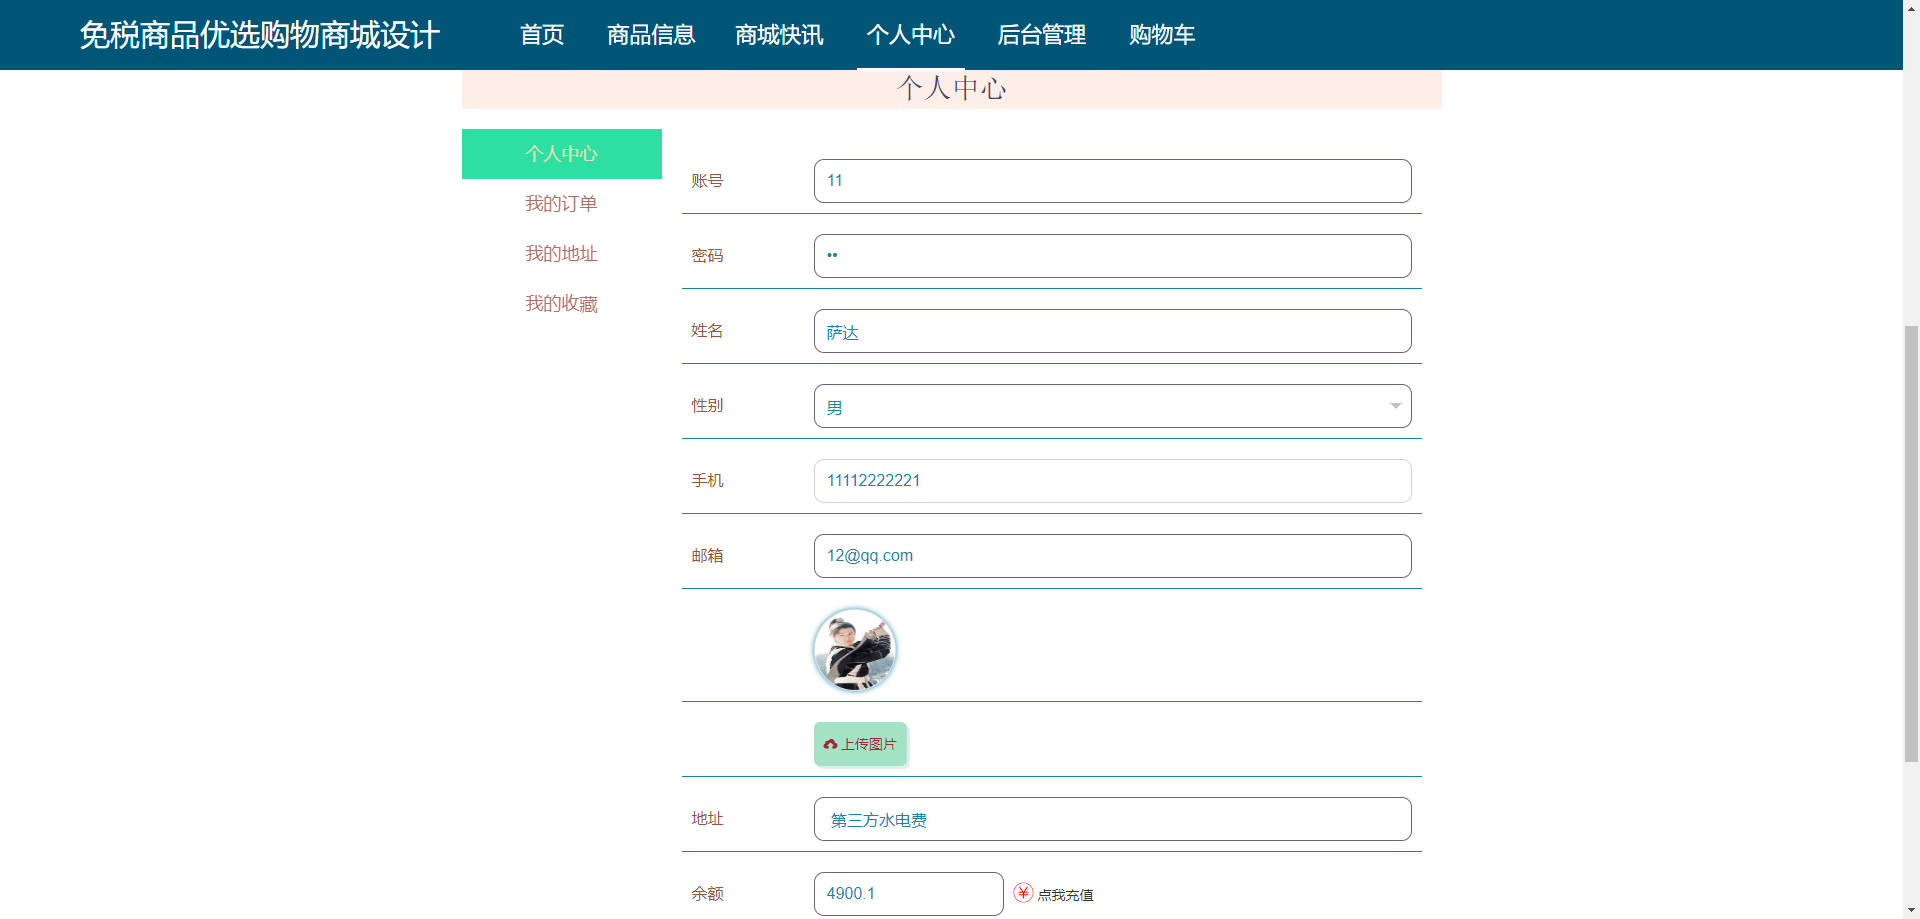 免税商品优选购物商城设计 首页 商品信息 商城快讯 个人中心 后台管理 购物车
个人中心
个人中心
我的订单
我的地址
我的收藏
账号 11
密码 ••
姓名 萨达
性别 男
手机 11112222221
邮箱 12@qq.com
上传图片
地址 第三方水电费
余额 4900.1 点我充值